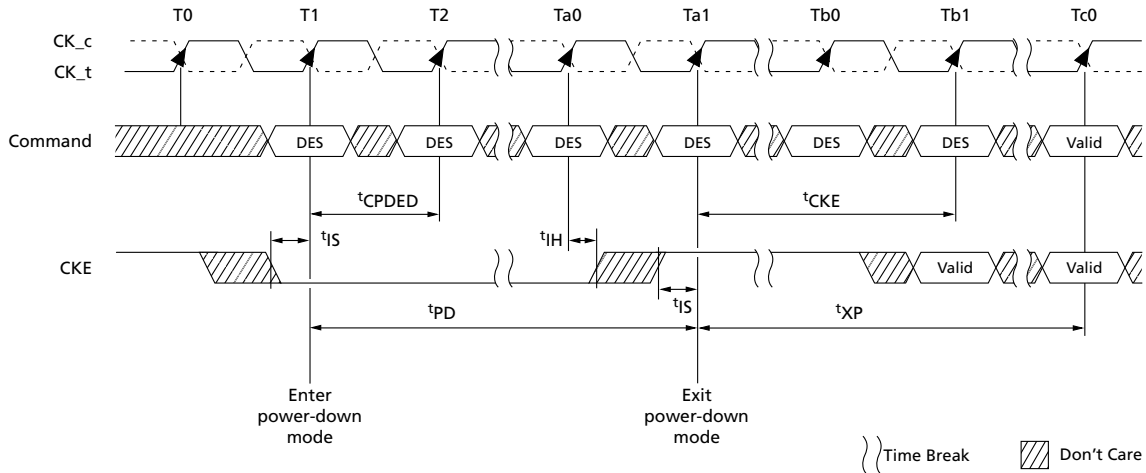 T0 T1 T2 Ta0 Ta1 Tb0 Tb1 Tc0
CK_c
CK_t
Command DES DES DES DES DES DES Valid
tCPDED tCKE
tIS tIH
CKE Valid Valid
tIS
tPD tXP
Enter
power-down
mode
Exit
power-down
mode
Time Break Don't Care